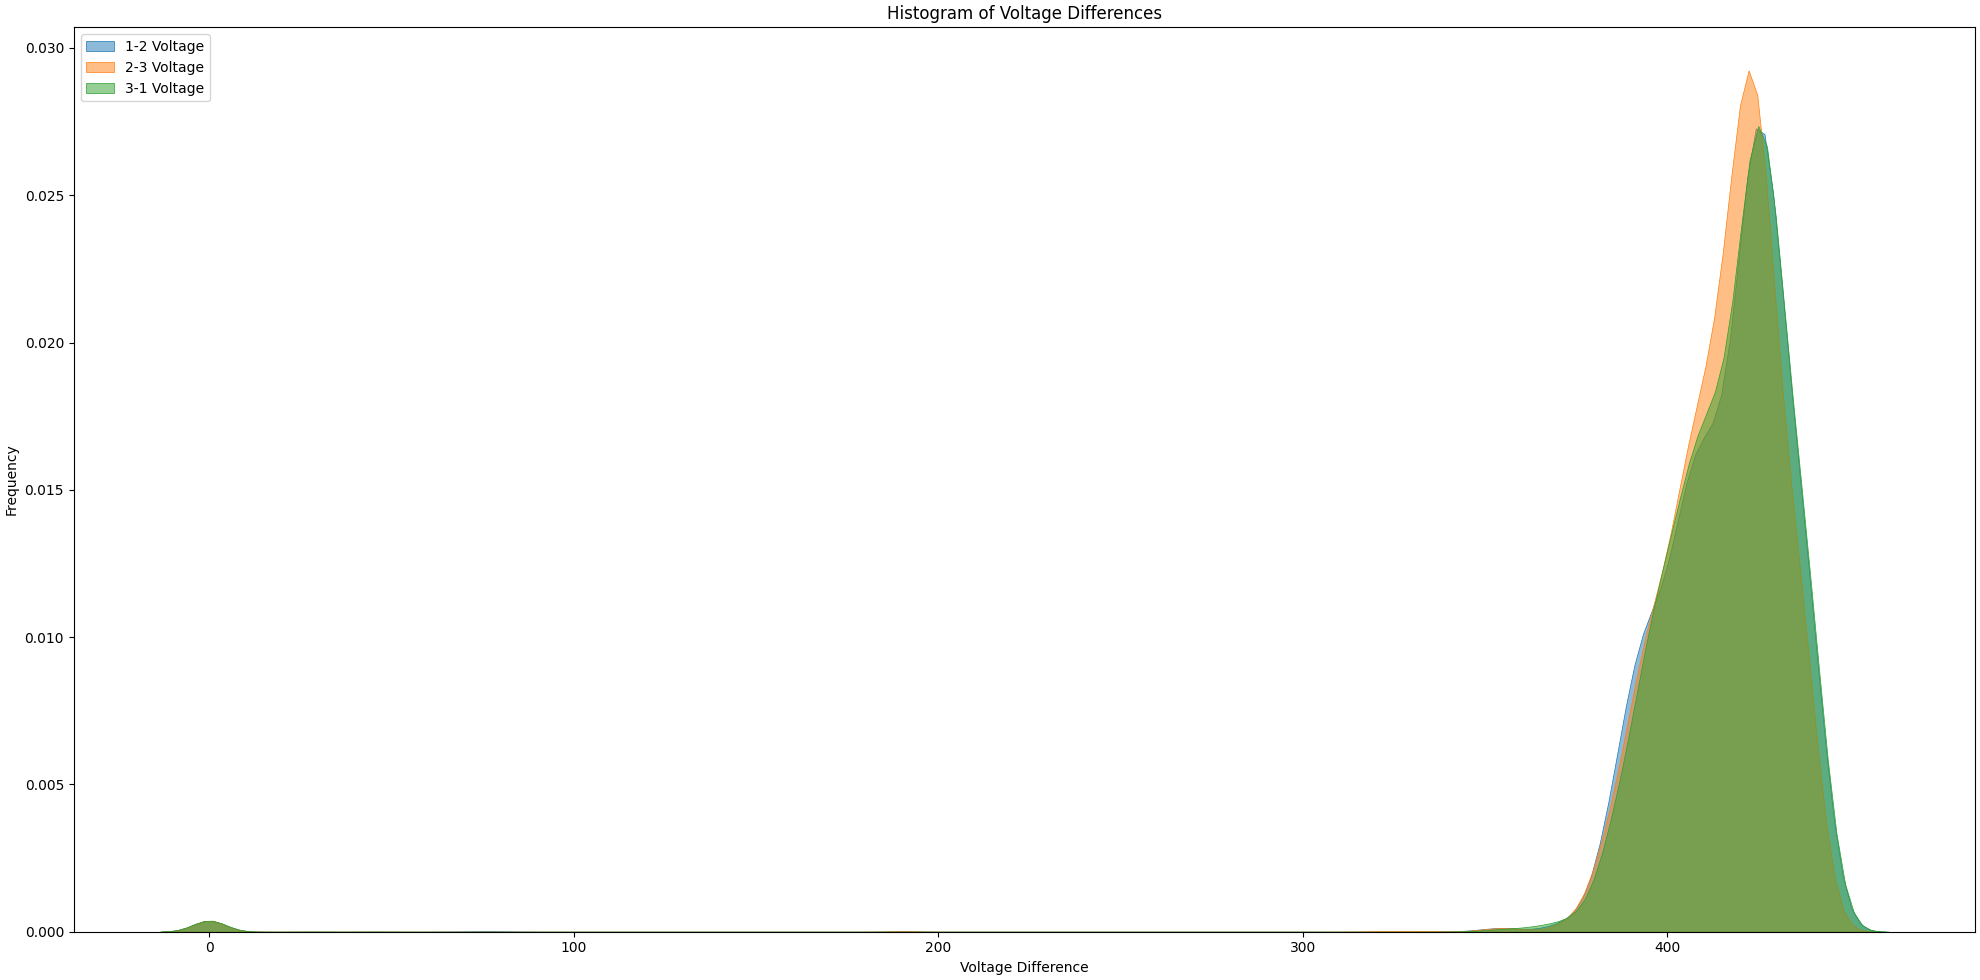 Histogram of Voltage Differences
1-2 Voltage
2-3 Voltage
3-1 Voltage
0.030
0.025
0.020
0.015
0.010
0.005
0.000
Frequency
0 100 200 300 400
Voltage Difference